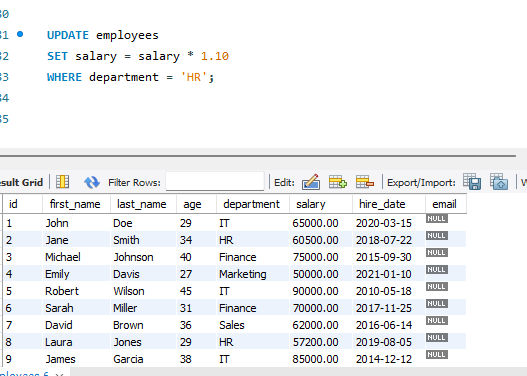 30
31 UPDATE employees
32 SET salary = salary * 1.10
33 WHERE department = 'HR';
34
35
Result Grid Filter Rows: Edit: Export/Import:
id first_name last_name age department salary hire_date email
1 John Doe 29 IT 65000.00 2020-03-15 NULL
2 Jane Smith 34 HR 60500.00 2018-07-22 NULL
3 Michael Johnson 40 Finance 75000.00 2015-09-30 NULL
4 Emily Davis 27 Marketing 50000.00 2021-01-10 NULL
5 Robert Wilson 45 IT 90000.00 2010-05-18 NULL
6 Sarah Miller 31 Finance 70000.00 2017-11-25 NULL
7 David Brown 36 Sales 62000.00 2016-06-14 NULL
8 Laura Jones 29 HR 57200.00 2019-08-05 NULL
9 James Garcia 38 IT 85000.00 2014-12-12 NULL